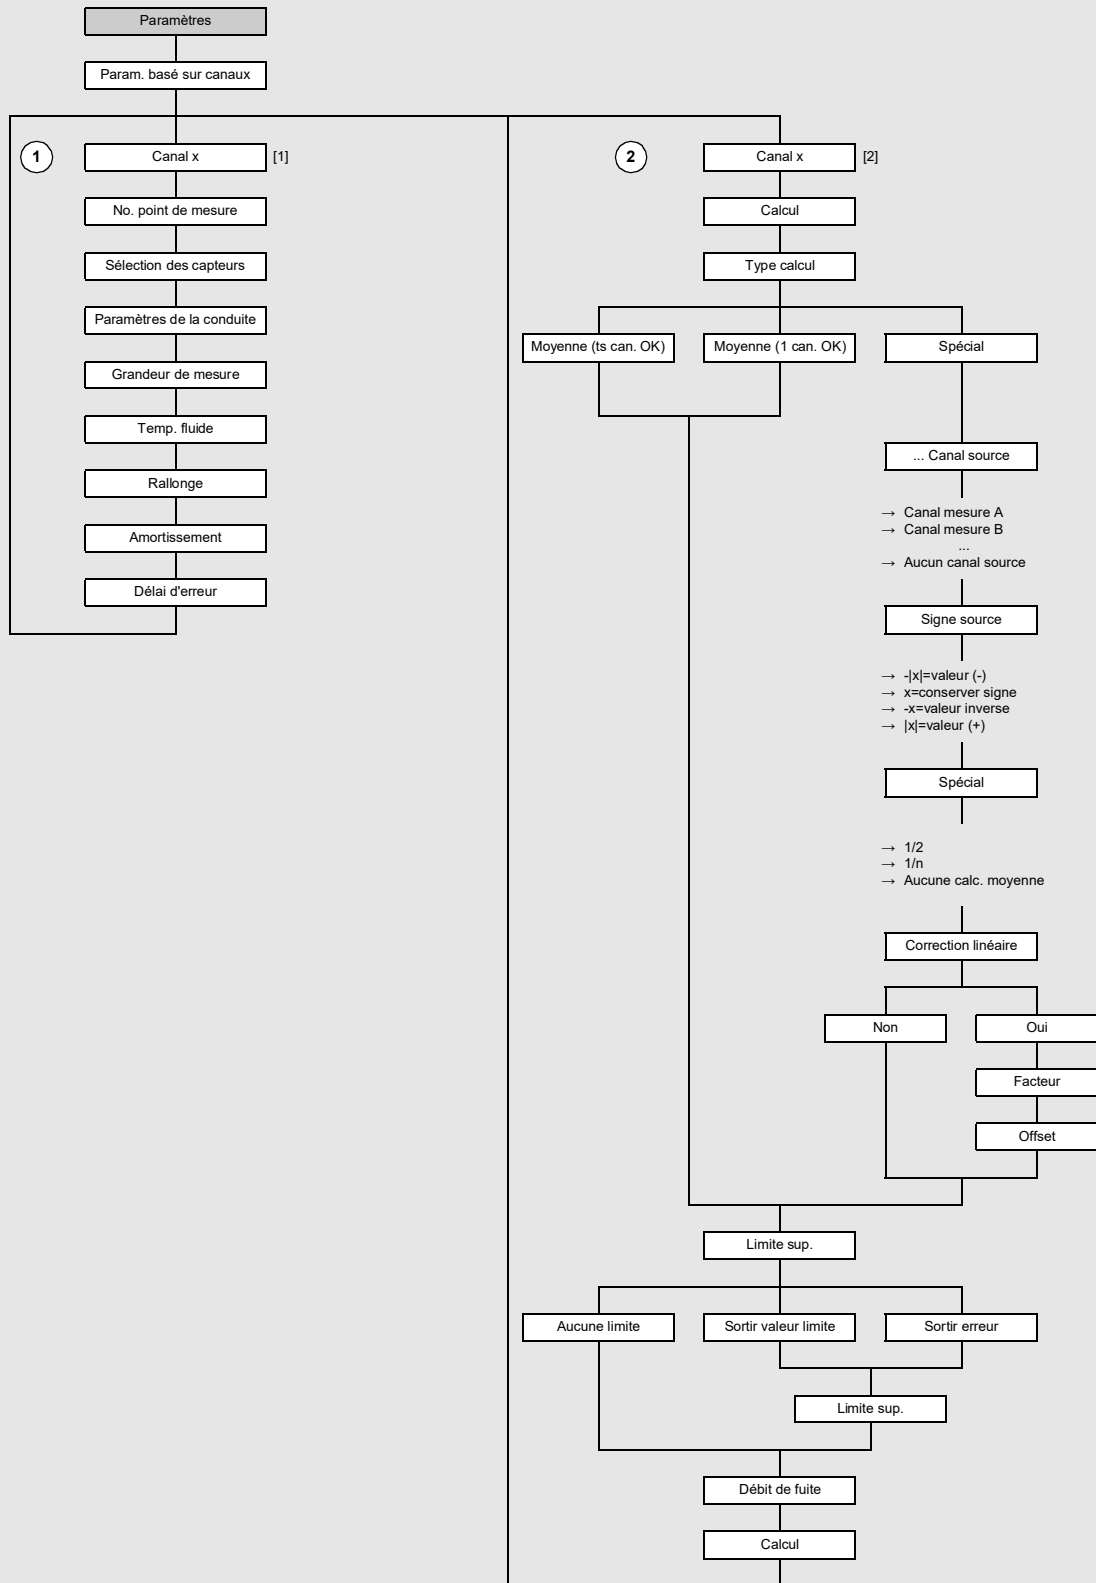 Paramètres
Param. basé sur canaux
1
Canal x
[1]
No. point de mesure
Sélection des capteurs
Paramètres de la conduite
Grandeur de mesure
Temp. fluide
Rallonge
Amortissement
Délai d'erreur
2
Canal x
[2]
Calcul
Type calcul
Moyenne (ts can. OK)
Moyenne (1 can. OK)
Spécial
... Canal source
→ Canal mesure A
→ Canal mesure B
...
→ Aucun canal source
Signe source
→ -|x|=valeur (-)
→ x=conserver signe
→ -x=valeur inverse
→ |x|=valeur (+)
Spécial
→ 1/2
→ 1/n
→ Aucune calc. moyenne
Correction linéaire
Non
Oui
Facteur
Offset
Limite sup.
Aucune limite
Sortir valeur limite
Sortir erreur
Limite sup.
Débit de fuite
Calcul